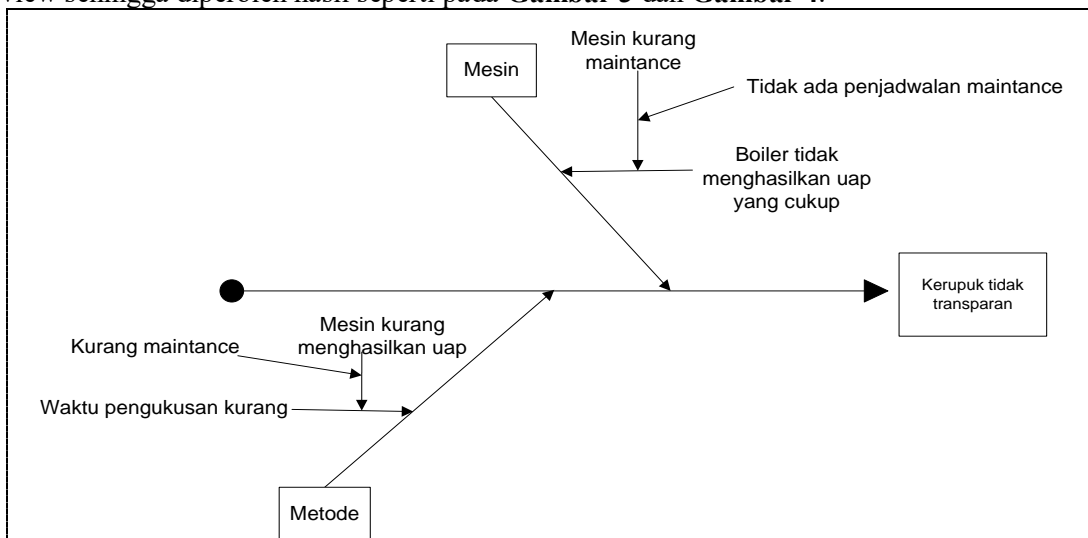 view sehingga diperoleh hasil seperti pada Gambar 3 dan Gambar 4.
Mesin
Mesin kurang
maintance
Tidak ada penjadwalan maintance
Boiler tidak
menghasilkan uap
yang cukup
Kerupuk tidak
transparan
Mesin kurang
menghasilkan uap
Kurang maintance
Waktu pengukusan kurang
Metode